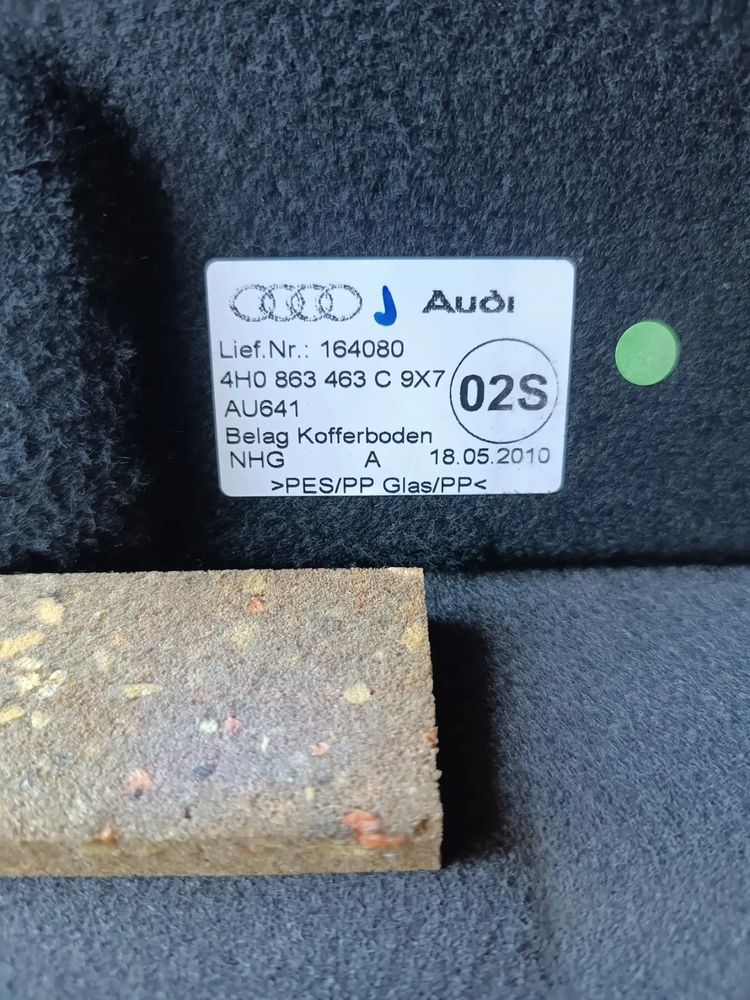 Audi
Lief.Nr.: 164080
4H0 863 463 C 9X7
02S
AU641
Belag Kofferboden
NHG A 18.05.2010
>PES/PP Glas/PP<